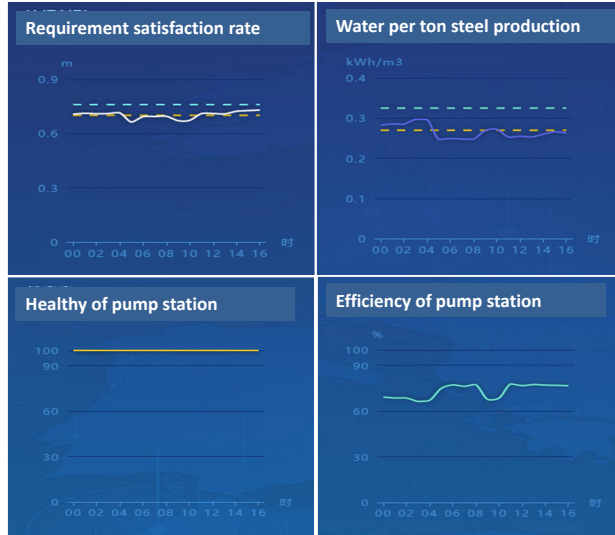 Requirement satisfaction rate
m
0.9
0.6
0.3
0
00 02 04 06 08 10 12 14 16 时
Water per ton steel production
kWh/m3
0.4
0.3
0.2
0.1
0
00 02 04 06 08 10 12 14 16 时
Healthy of pump station
100
90
60
30
0
00 02 04 06 08 10 12 14 16 时
Efficiency of pump station
%
100
90
60
30
0
00 02 04 06 08 10 12 14 16 时